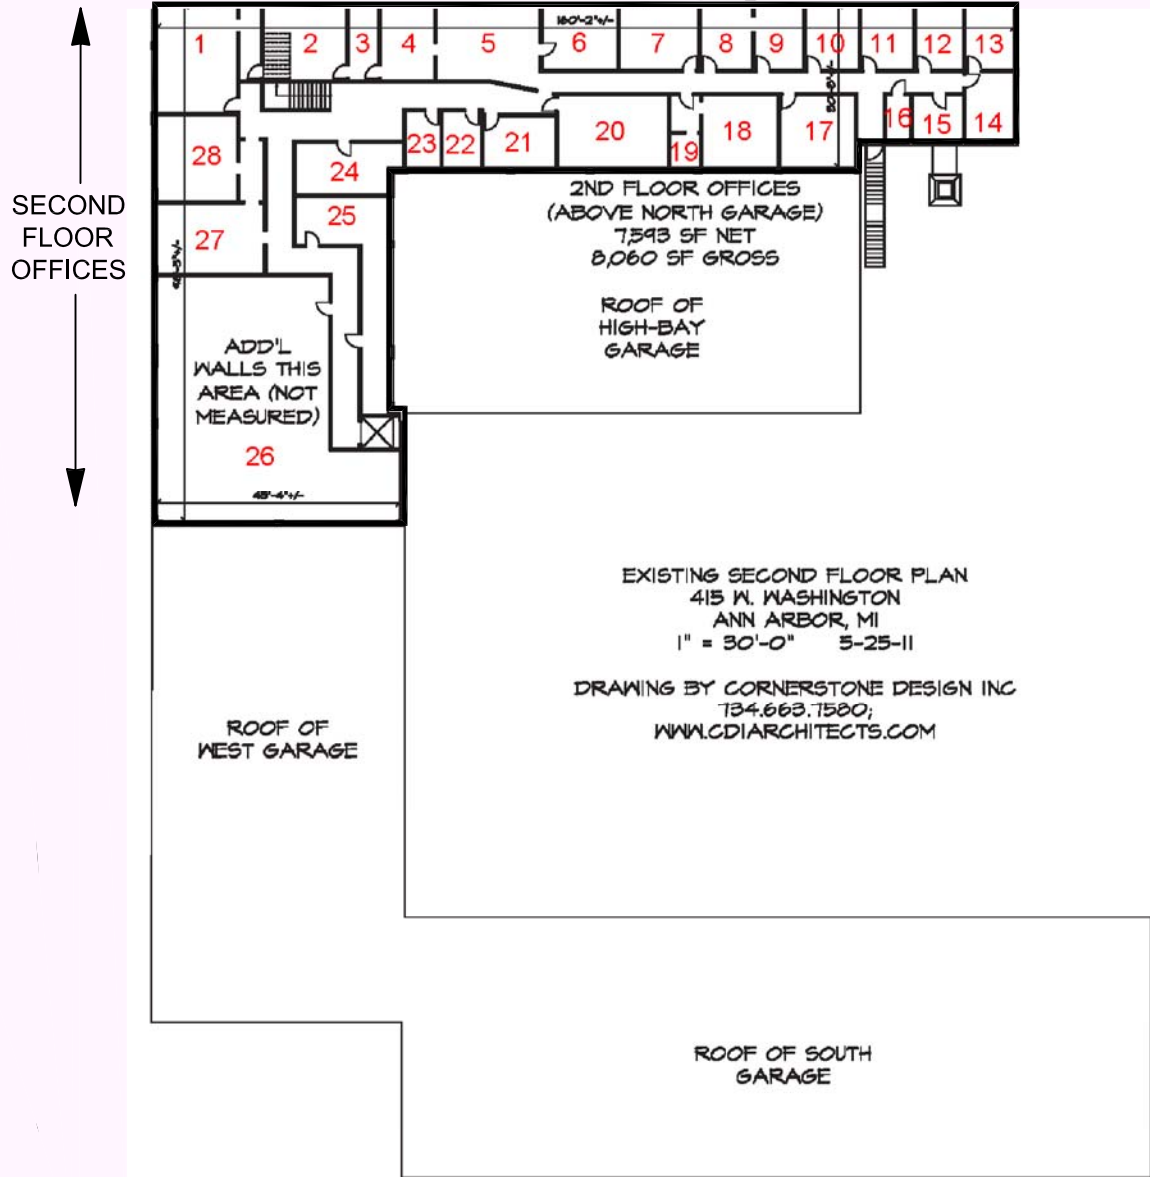 160'-2"+/-
1
2
3
4
5
6
7
8
9
10
11
12
13
14
15
16
17
18
19
20
21
22
23
24
25
26
27
28
SECOND
FLOOR
OFFICES
2ND FLOOR OFFICES
(ABOVE NORTH GARAGE)
7,593 SF NET
8,060 SF GROSS
ROOF OF
HIGH-BAY
GARAGE
ADD'L
WALLS THIS
AREA (NOT
MEASURED)
45'-4"+/-
EXISTING SECOND FLOOR PLAN
415 W. WASHINGTON
ANN ARBOR, MI
1" = 30'-0" 5-25-11
DRAWING BY CORNERSTONE DESIGN INC
734.663.7580;
WWW.CDIARCHITECTS.COM
ROOF OF
WEST GARAGE
ROOF OF SOUTH
GARAGE